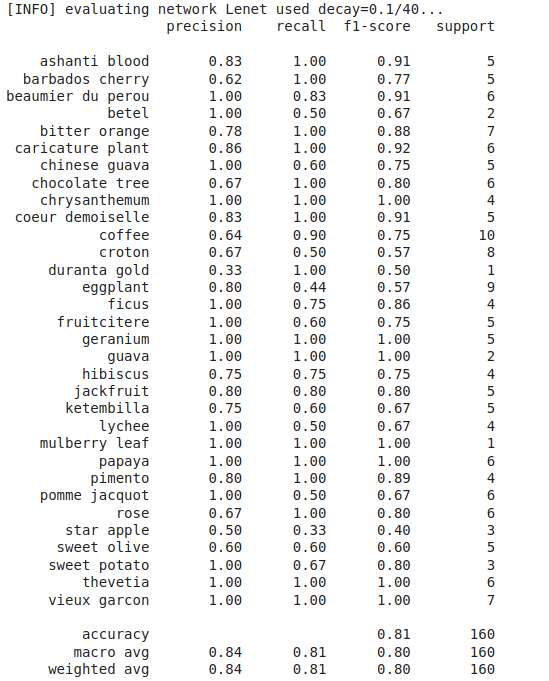 [INFO] evaluating network Lenet used decay=0.1/40...
precision recall f1-score support
ashanti blood 0.83 1.00 0.91 5
barbados cherry 0.62 1.00 0.77 5
beaumier du perou 1.00 0.83 0.91 6
betel 1.00 0.50 0.67 2
bitter orange 0.78 1.00 0.88 7
caricature plant 0.86 1.00 0.92 6
chinese guava 1.00 0.60 0.75 5
chocolate tree 0.67 1.00 0.80 6
chrysanthemum 1.00 1.00 1.00 4
coeur demoiselle 0.83 1.00 0.91 5
coffee 0.64 0.90 0.75 10
croton 0.67 0.50 0.57 8
duranta gold 0.33 1.00 0.50 1
eggplant 0.80 0.44 0.57 9
ficus 1.00 0.75 0.86 4
fruitcitere 1.00 0.60 0.75 5
geranium 1.00 1.00 1.00 5
guava 1.00 1.00 1.00 2
hibiscus 0.75 0.75 0.75 4
jackfruit 0.80 0.80 0.80 5
ketembilla 0.75 0.60 0.67 5
lychee 1.00 0.50 0.67 4
mulberry leaf 1.00 1.00 1.00 1
papaya 1.00 1.00 1.00 6
pimento 0.80 1.00 0.89 4
pomme jacquot 1.00 0.50 0.67 6
rose 0.67 1.00 0.80 6
star apple 0.50 0.33 0.40 3
sweet olive 0.60 0.60 0.60 5
sweet potato 1.00 0.67 0.80 3
thevetia 1.00 1.00 1.00 6
vieux garcon 1.00 1.00 1.00 7
accuracy 0.81 160
macro avg 0.84 0.81 0.80 160
weighted avg 0.84 0.81 0.80 160